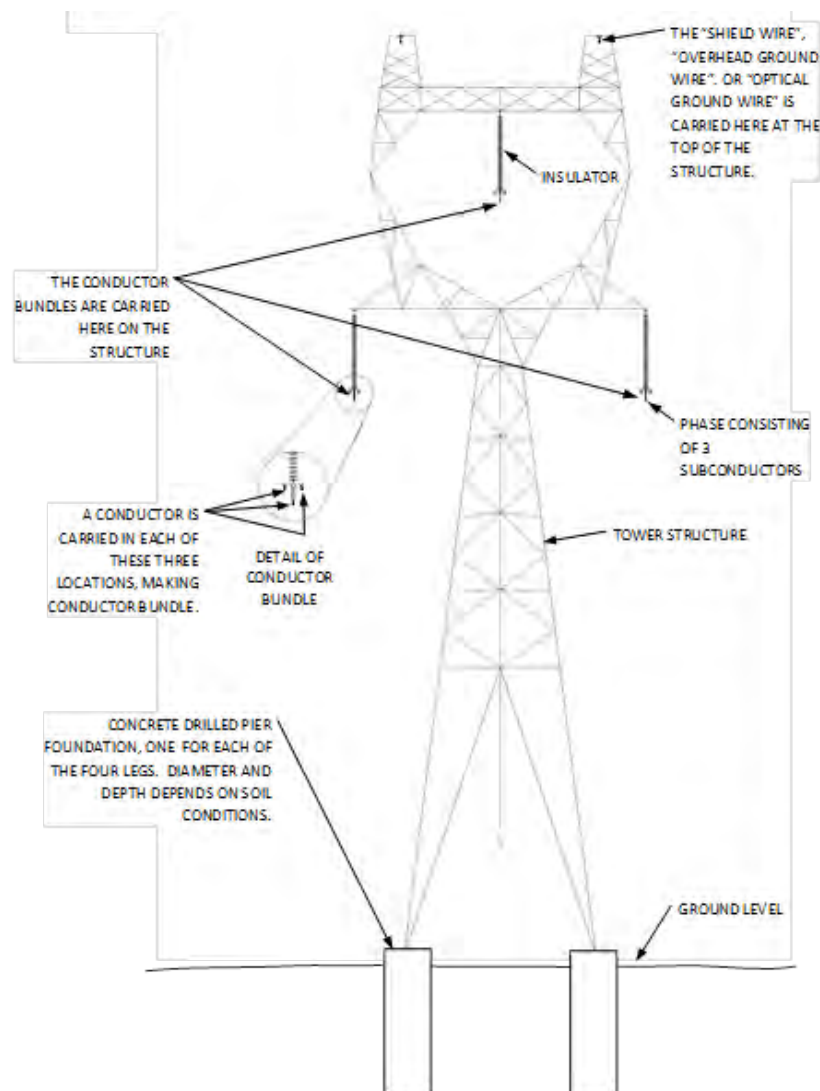 THE "SHIELD WIRE",
"OVERHEAD GROUND
WIRE". OR "OPTICAL
GROUND WIRE" IS
CARRIED HERE AT THE
TOP OF THE
STRUCTURE.
INSULATOR
THE CONDUCTOR
BUNDLES ARE CARRIED
HERE ON THE
STRUCTURE
PHASE CONSISTING
OF 3
SUBCONDUCTORS
A CONDUCTOR IS
CARRIED IN EACH OF
THESE THREE
LOCATIONS, MAKING
CONDUCTOR BUNDLE.
DETAIL OF
CONDUCTOR
BUNDLE
TOWER STRUCTURE
CONCRETE DRILLED PIER
FOUNDATION, ONE FOR EACH OF
THE FOUR LEGS. DIAMETER AND
DEPTH DEPENDS ON SOIL
CONDITIONS.
GROUND LEVEL